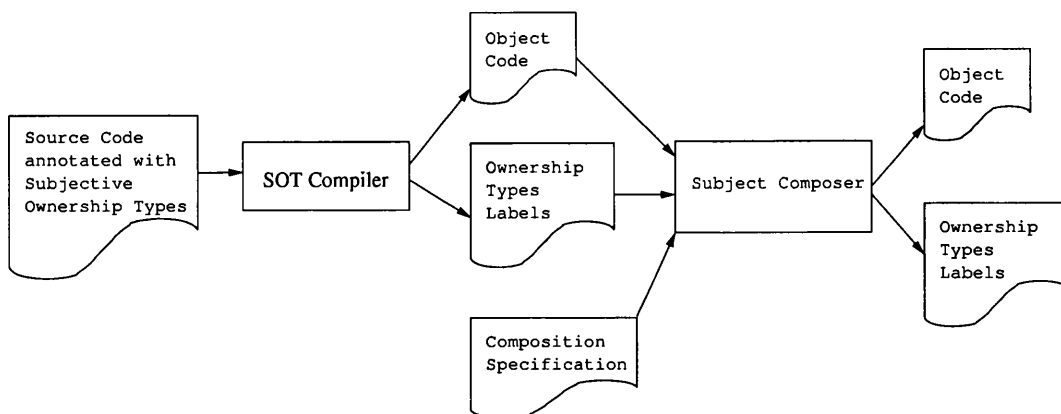 Source Code
annotated with
Subjective
Ownership Types
SOT Compiler
Object
Code
Ownership
Types
Labels
Composition
Specification
Subject Composer
Object
Code
Ownership
Types
Labels